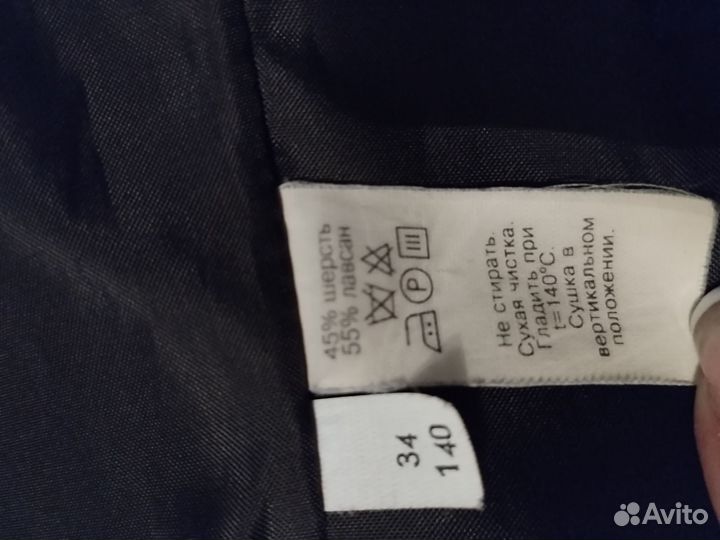 45% шерсть
55% лавсан
P
Не стирать.
Сухая чистка.
Гладить при
t=140°C.
Сушка в
вертикальном
положении.
34
140
Avito